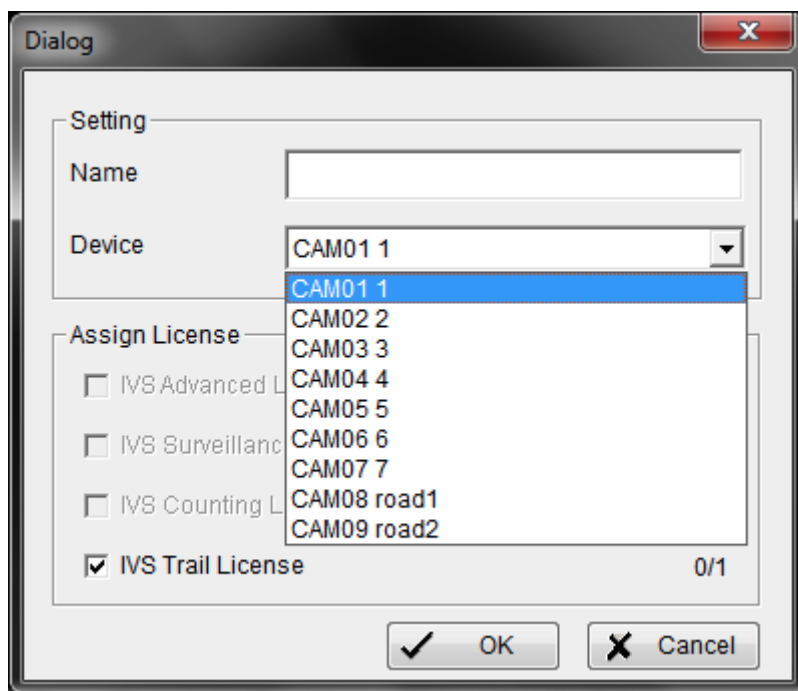 Dialog
Setting
Name
Device
CAM01 1
CAM01 1
CAM02 2
CAM03 3
CAM04 4
CAM05 5
CAM06 6
CAM07 7
CAM08 road1
CAM09 road2
Assign License
IVS Advanced L
IVS Surveillanc
IVS Counting L
IVS Trail License 0/1
OK Cancel